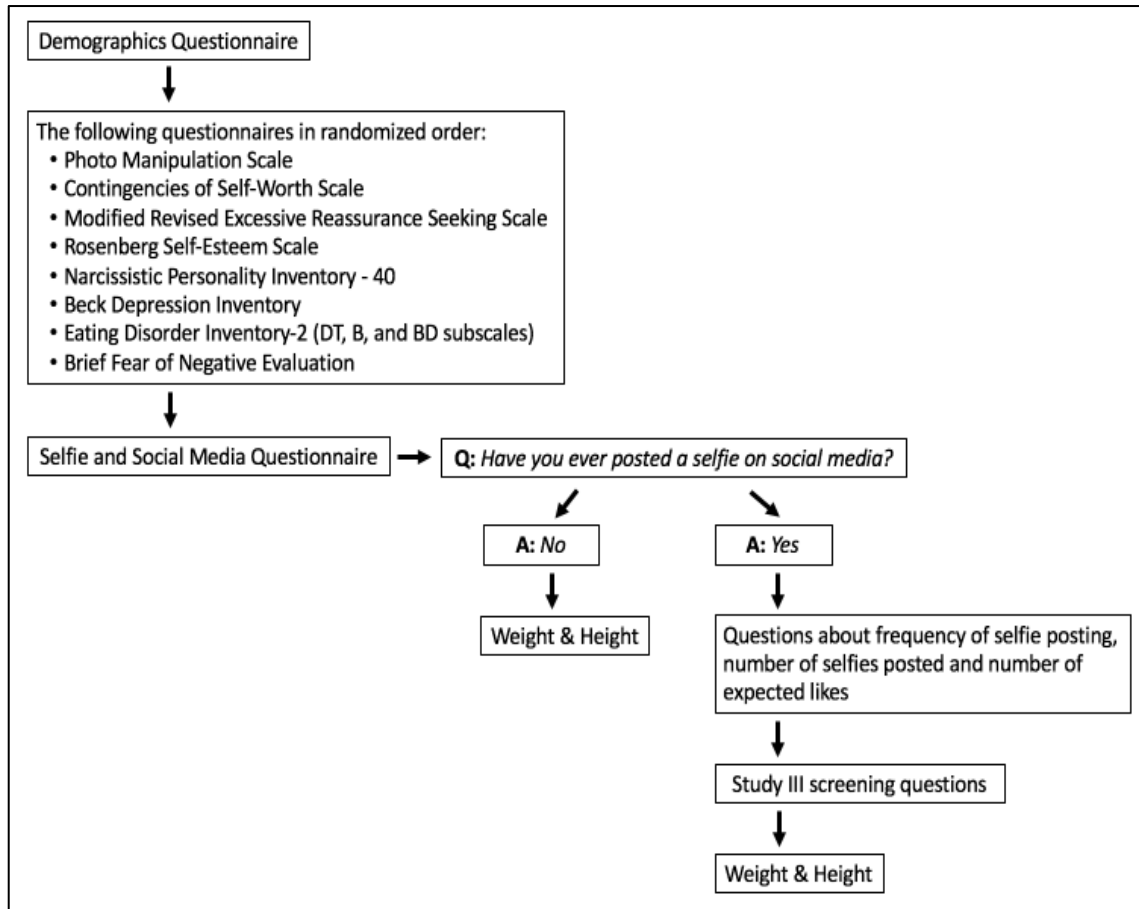 Demographics Questionnaire
The following questionnaires in randomized order:
• Photo Manipulation Scale
• Contingencies of Self-Worth Scale
• Modified Revised Excessive Reassurance Seeking Scale
• Rosenberg Self-Esteem Scale
• Narcissistic Personality Inventory - 40
• Beck Depression Inventory
• Eating Disorder Inventory-2 (DT, B, and BD subscales)
• Brief Fear of Negative Evaluation
Selfie and Social Media Questionnaire
Q: Have you ever posted a selfie on social media?
A: No
A: Yes
Weight & Height
Questions about frequency of selfie posting,
number of selfies posted and number of
expected likes
Study III screening questions
Weight & Height